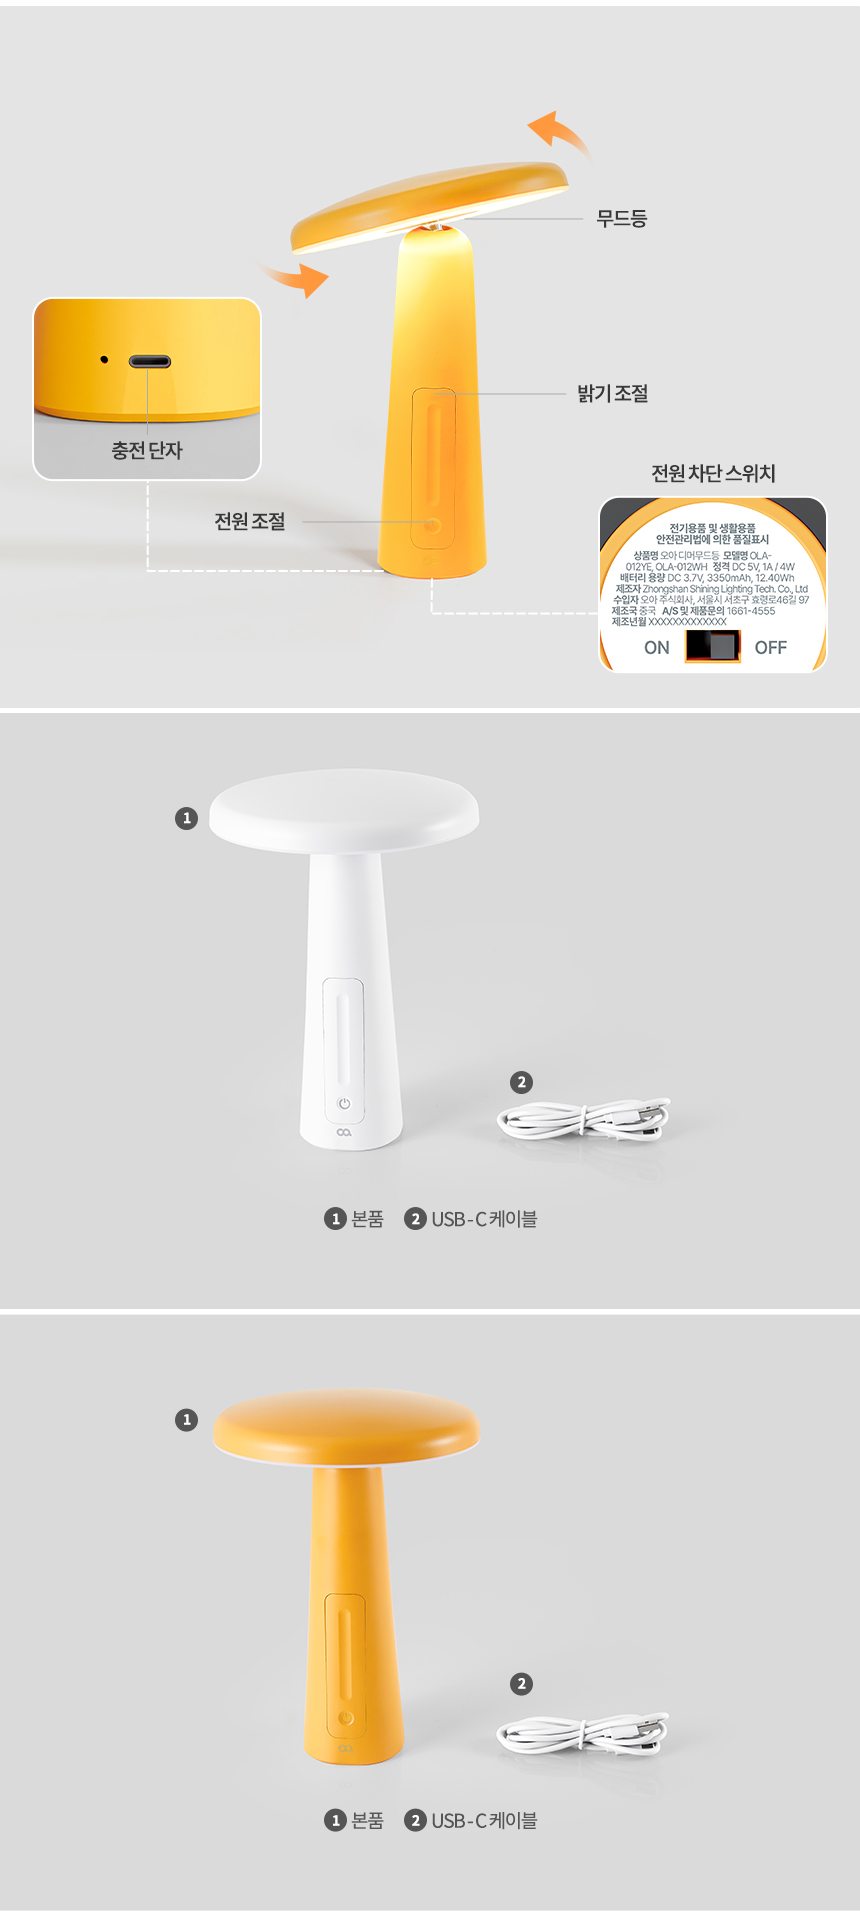 무드등
밝기 조절
충전 단자
전원 조절
전원 차단 스위치
전기용품 및 생활용품
안전관리법에 의한 품질표시
상품명 오아 디머무드등 모델명 OLA-
012YE, OLA-012WH 정격 DC 5V, 1A / 4W
배터리 용량 DC 3.7V, 3350mAh, 12.40Wh
제조자 Zhongshan Shining Lighting Tech. Co., Ltd
수입자 오아 주식회사, 서울시 서초구 효령로46길 97
제조국 중국 A/S 및 제품문의 1661-4555
제조년월 XXXXXXXXXXXXXX
ON OFF
1
2
1 본품 2 USB-C 케이블
1
2
1 본품 2 USB-C 케이블